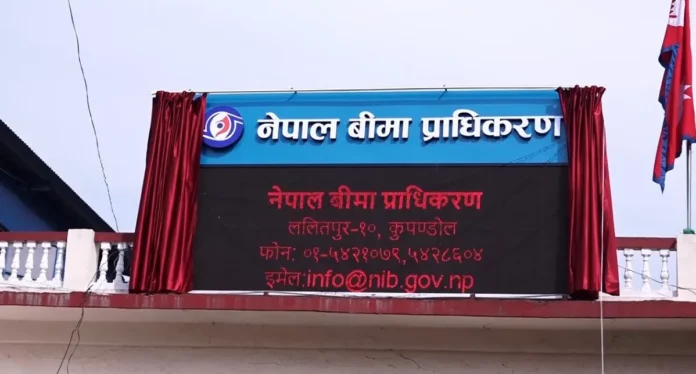 नेपाल बीमा प्राधिकरण
नेपाल बीमा प्राधिकरण
ललितपुर-१०, कुपण्डोल
फोन: ०१-५४२१०७९,५४२८६०४
इमेल:info@nib.gov.np